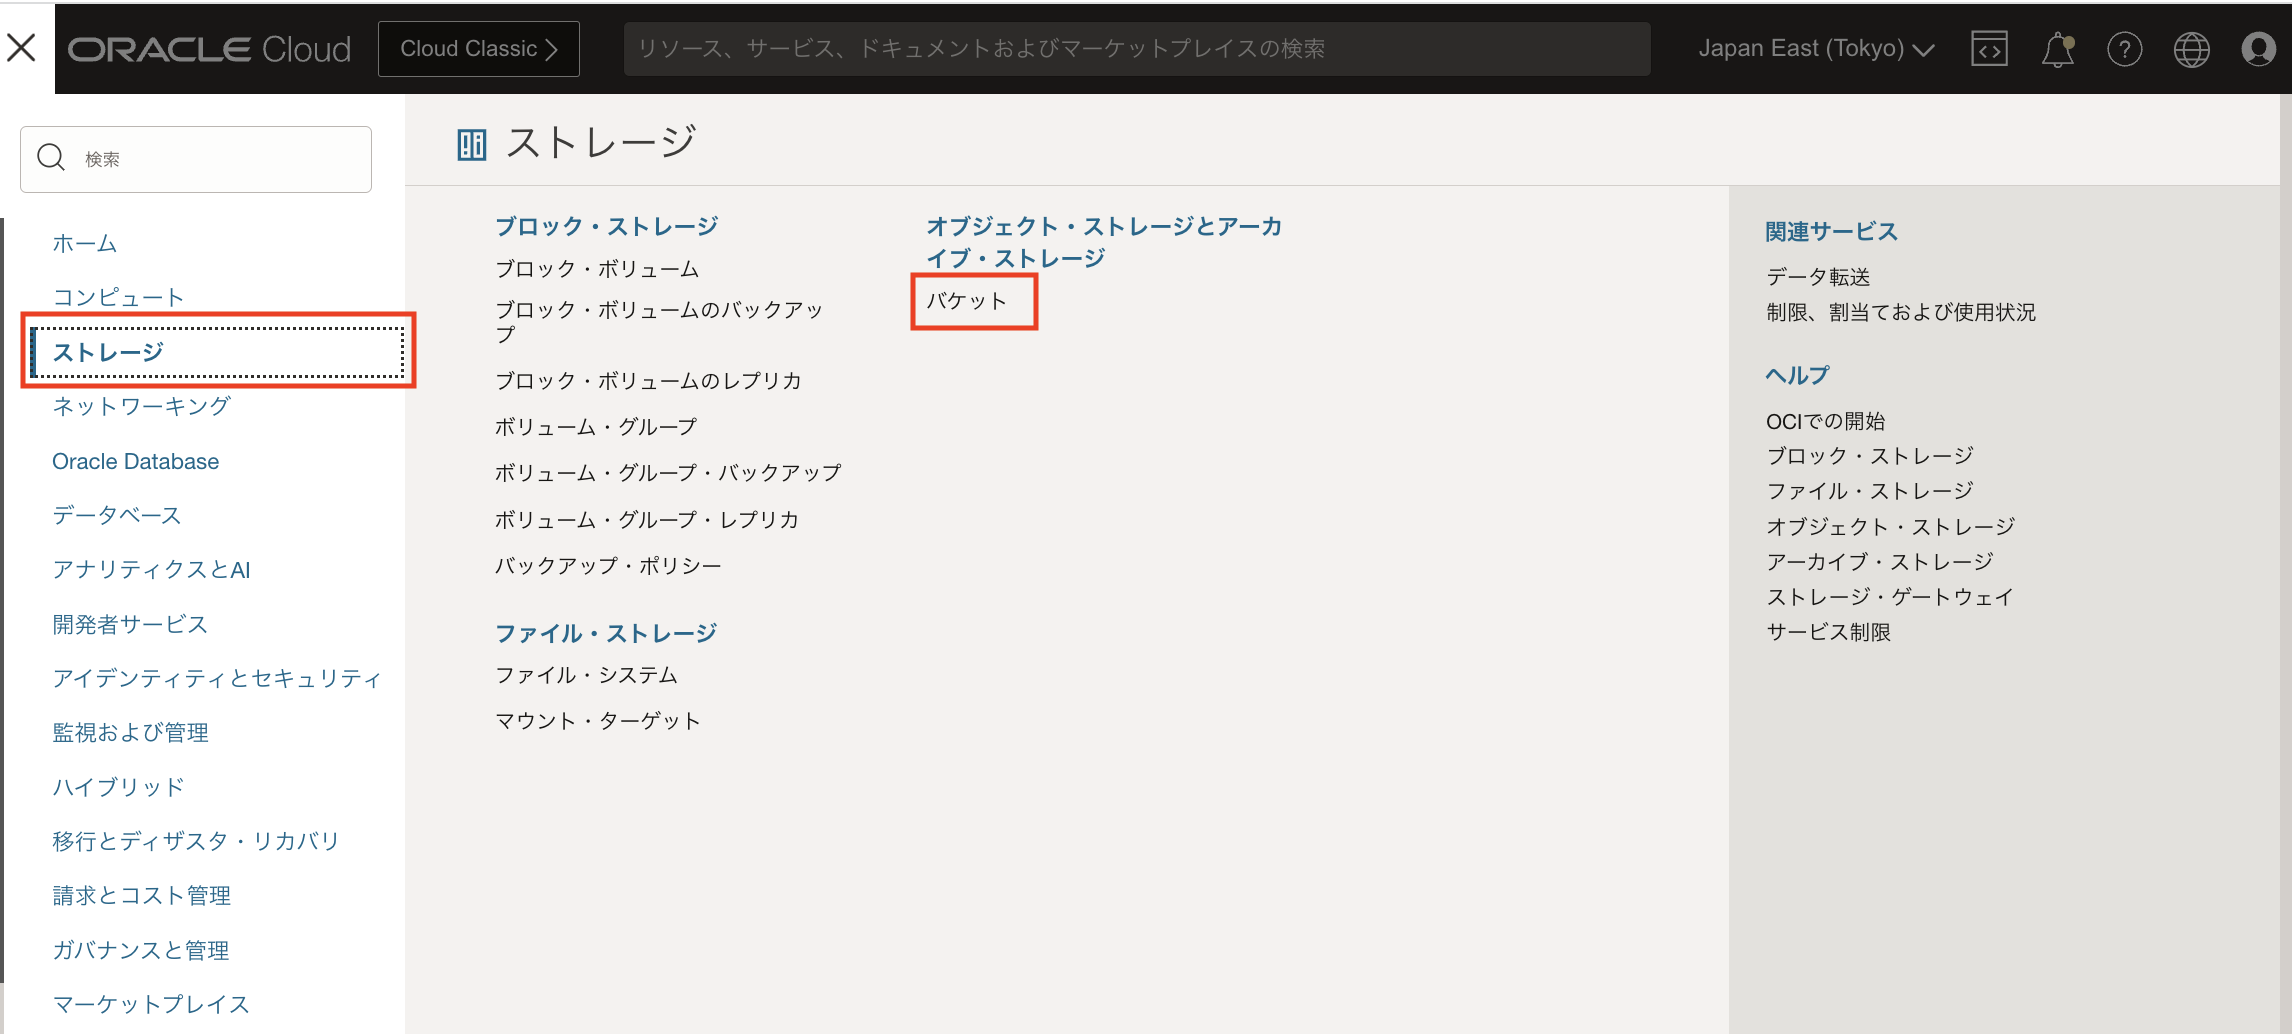 ORACLE Cloud
Cloud Classic
リソース、サービス、ドキュメントおよびマーケットプレイスの検索
Japan East (Tokyo)
検索
ホーム
コンピュート
ストレージ
ネットワーキング
Oracle Database
データベース
アナリティクスとAI
開発者サービス
アイデンティティとセキュリティ
監視および管理
ハイブリッド
移行とディザスタ・リカバリ
請求とコスト管理
ガバナンスと管理
マーケットプレイス
ストレージ
ブロック・ストレージ
ブロック・ボリューム
ブロック・ボリュームのバックアッ
プ
ブロック・ボリュームのレプリカ
ボリューム・グループ
ボリューム・グループ・バックアップ
ボリューム・グループ・レプリカ
バックアップ・ポリシー
ファイル・ストレージ
ファイル・システム
マウント・ターゲット
オブジェクト・ストレージとアーカ
イブ・ストレージ
バケット
関連サービス
データ転送
制限、割当ておよび使用状況
ヘルプ
OCIでの開始
ブロック・ストレージ
ファイル・ストレージ
オブジェクト・ストレージ
アーカイブ・ストレージ
ストレージ・ゲートウェイ
サービス制限